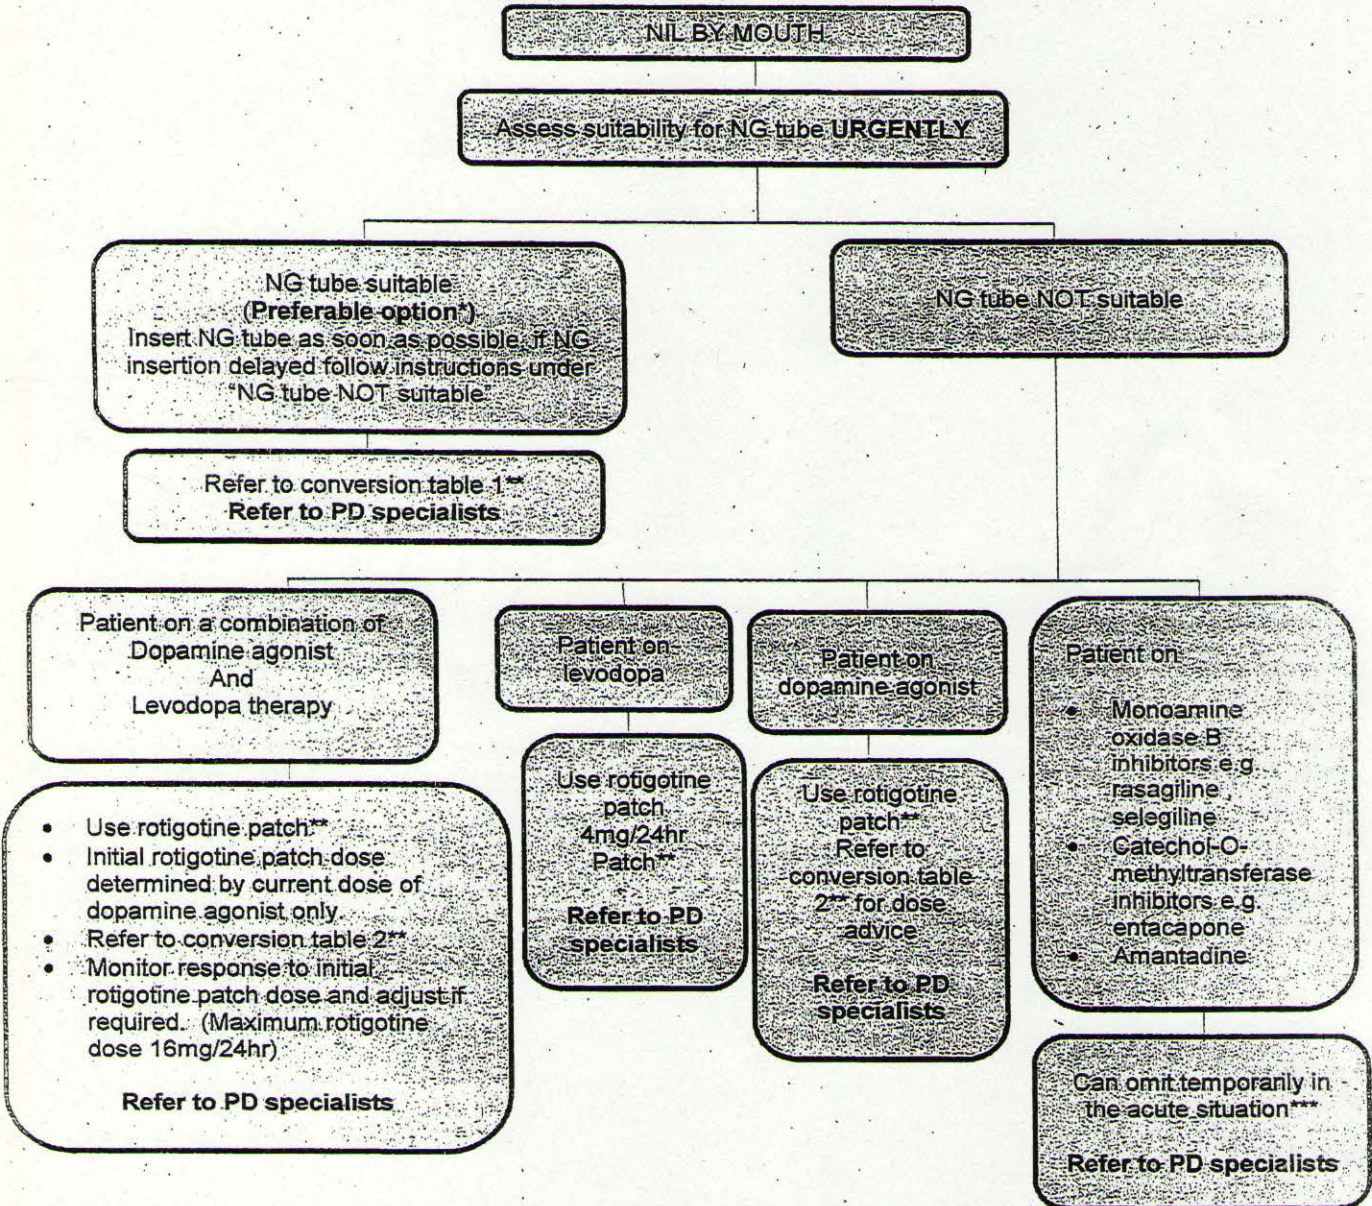 NIL BY MOUTH
Assess suitability for NG tube URGENTLY
NG tube suitable
(Preferable option*)
Insert NG tube as soon as possible, if NG
insertion delayed follow instructions under
"NG tube NOT suitable"
NG tube NOT suitable
Refer to conversion table 1**
Refer to PD specialists
Patient on a combination of
Dopamine agonist
And
Levodopa therapy
• Use rotigotine patch**
• Initial rotigotine patch dose
determined by current dose of
dopamine agonist only.
• Refer to conversion table 2**
• Monitor response to initial
rotigotine patch dose and adjust if
required. (Maximum rotigotine
dose 16mg/24hr)
Refer to PD specialists
Patient on
levodopa
Use rotigotine
patch
4mg/24hr
Patch**
Refer to PD
specialists
Patient on
dopamine agonist
Use rotigotine
patch**
Refer to
conversion table
2** for dose
advice
Refer to PD
specialists
Patient on
• Monoamine
oxidase B
inhibitors e.g
rasagiline
selegiline
• Catechol-O-
methyltransferase
inhibitors e.g.
entacapone
• Amantadine
Can omit temporarily in
the acute situation***
Refer to PD specialists